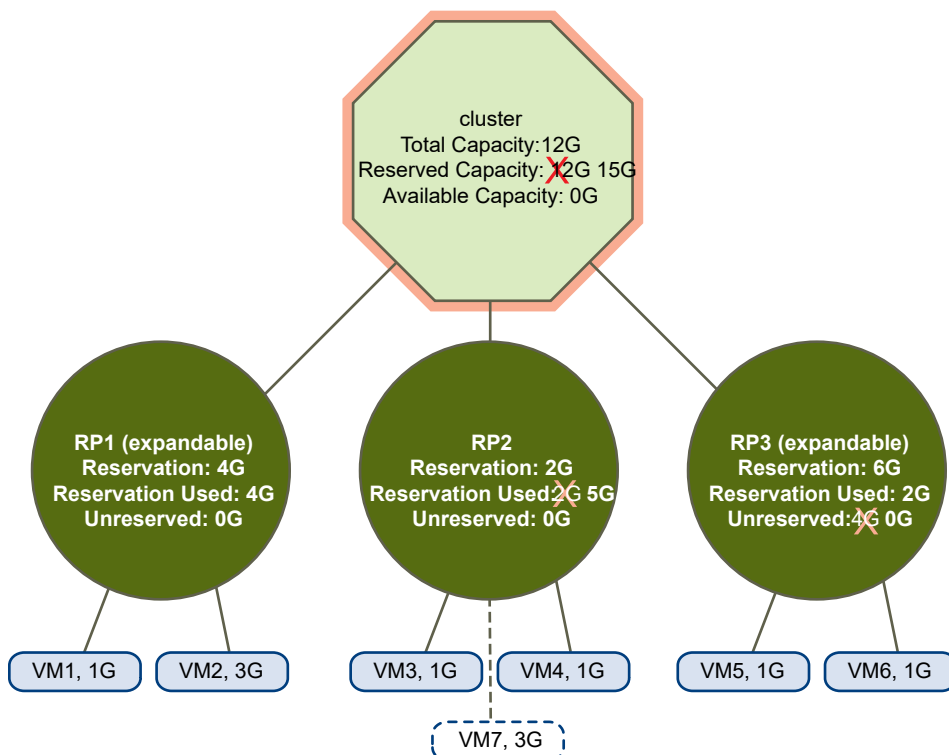 cluster
Total Capacity:12G
Reserved Capacity: 12G 15G
Available Capacity: 0G
RP1 (expandable)
Reservation: 4G
Reservation Used: 4G
Unreserved: 0G
RP2
Reservation: 2G
Reservation Used:2G 5G
Unreserved: 0G
RP3 (expandable)
Reservation: 6G
Reservation Used: 2G
Unreserved:4G 0G
VM1, 1G
VM2, 3G
VM3, 1G
VM4, 1G
VM5, 1G
VM6, 1G
VM7, 3G